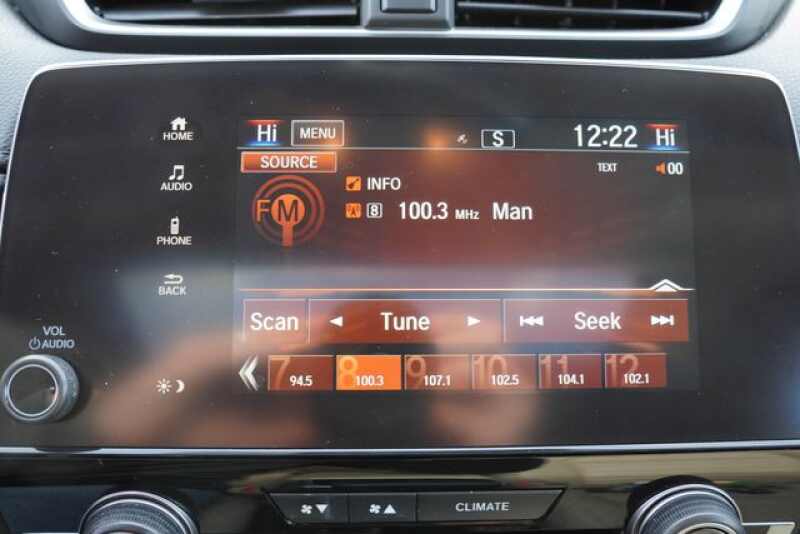 Hi MENU S 12:22 Hi
HOME
SOURCE TEXT 00
AUDIO
FM INFO
8 100.3 MHz Man
PHONE
BACK
Scan Tune Seek
VOL
AUDIO
7 94.5 8 100.3 9 107.1 10 102.5 11 104.1 12 102.1
CLIMATE